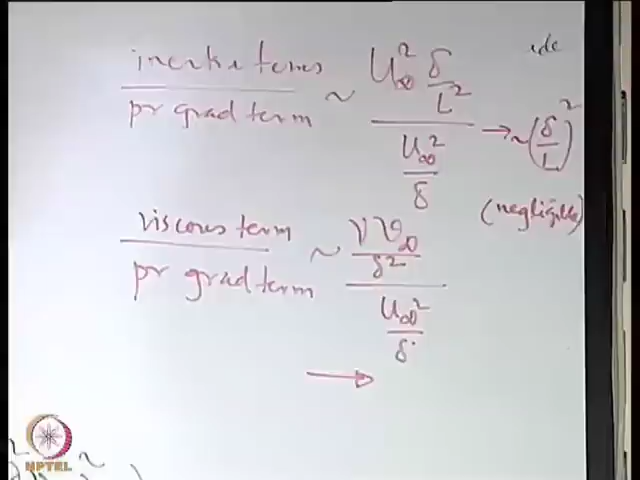 inertia terms / pr grad term ~ (U∞² δ/L²) / (U∞²/δ) → ~(δ/L)²
(negligible)
viscous term / pr grad term ~ (ν v∞/δ²) / (U∞²/δ)
→
NPTEL